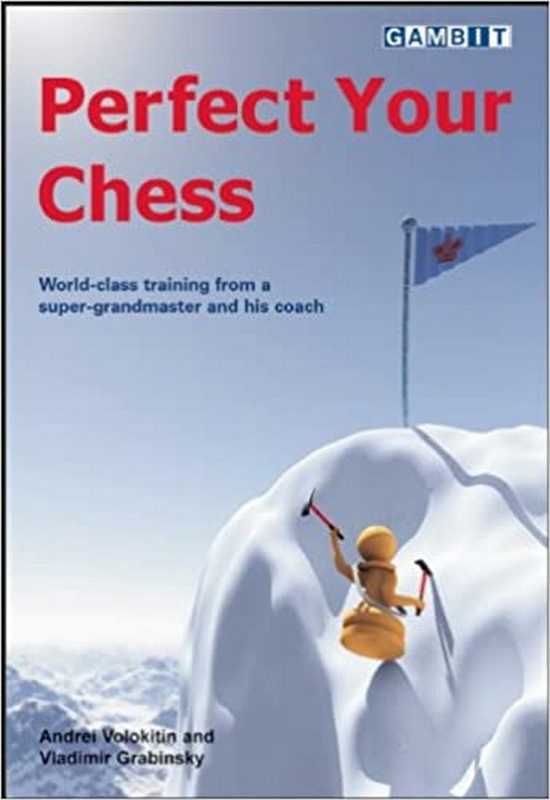 GAMBIT
Perfect Your
Chess
World-class training from a
super-grandmaster and his coach
Andrei Volokitin and
Vladimir Grabinsky